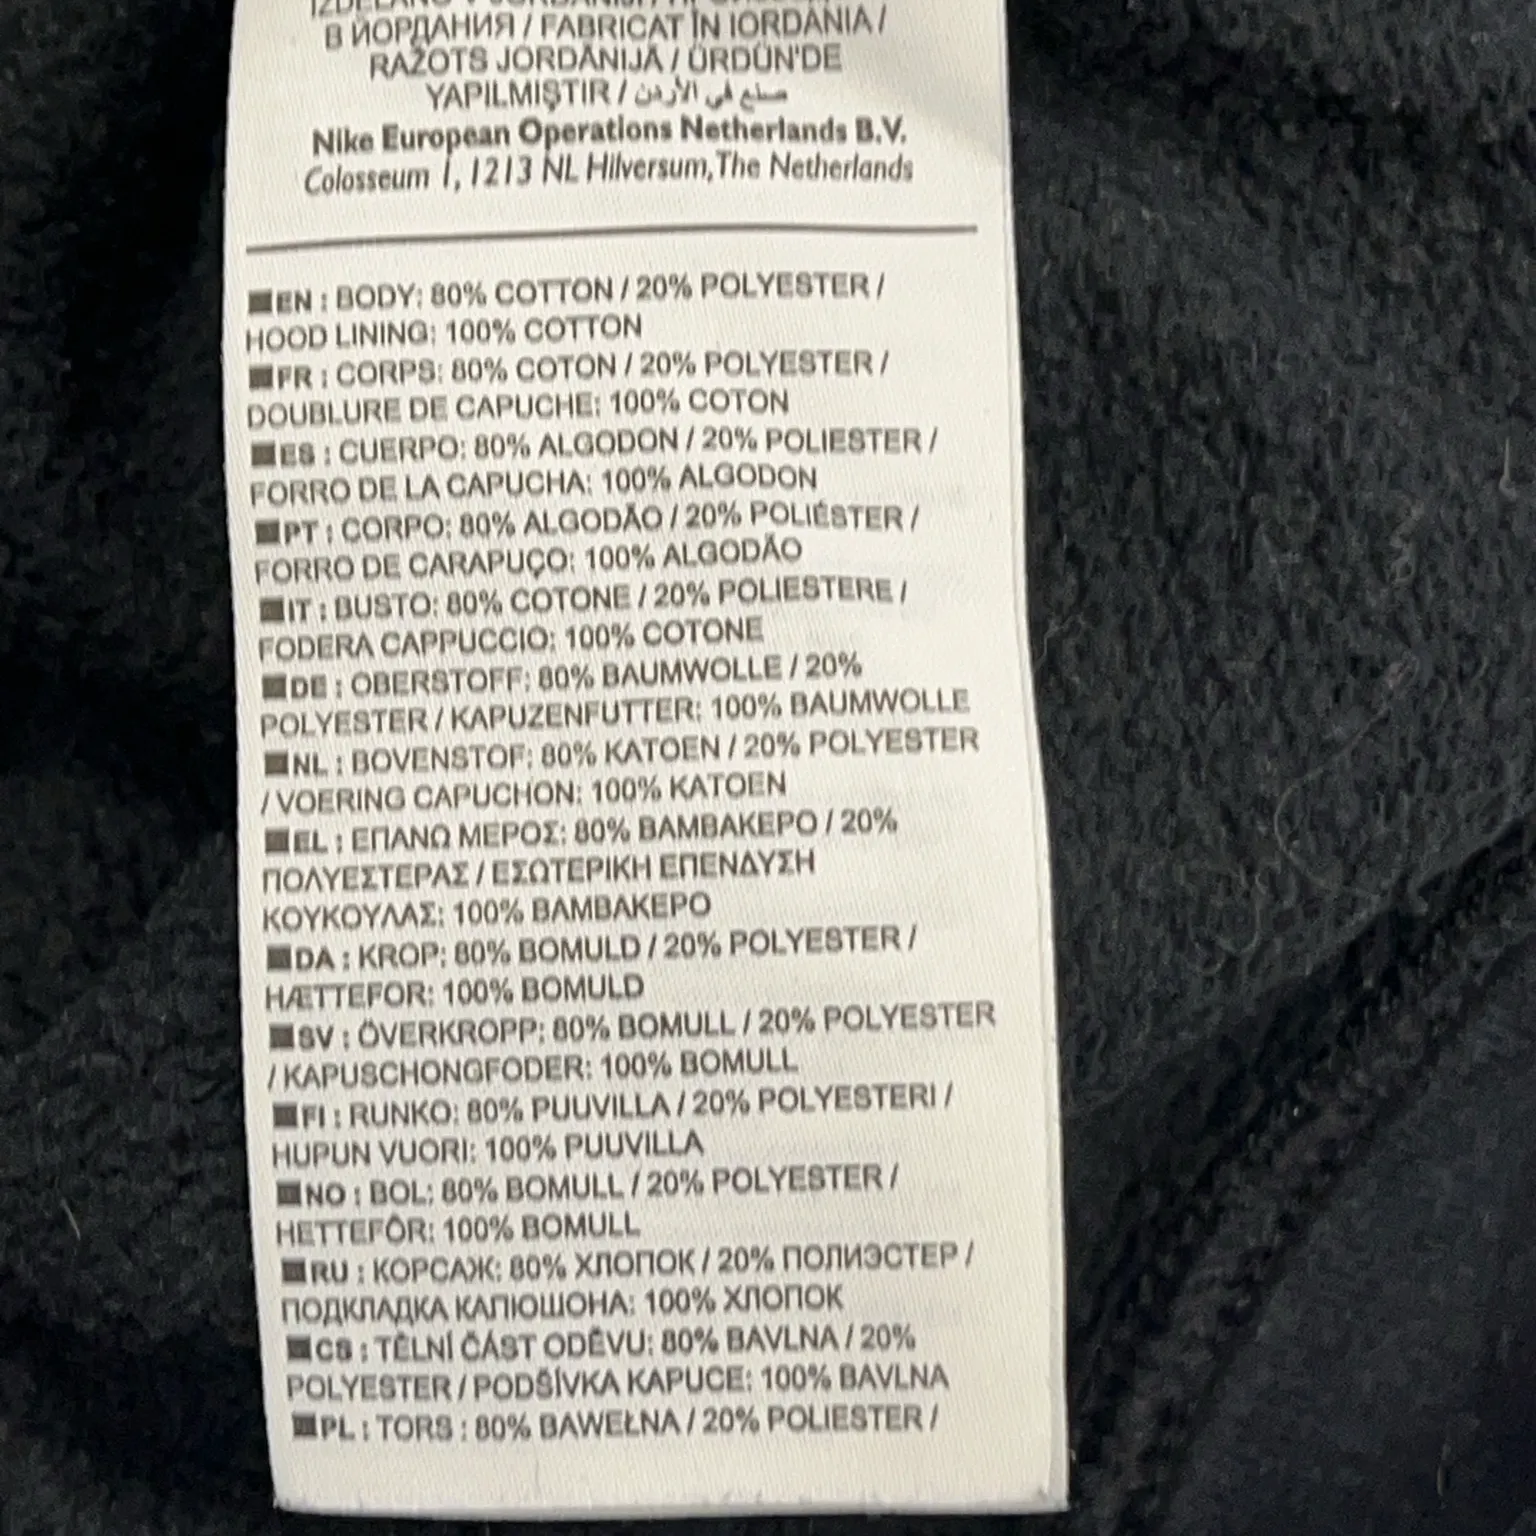 В ЙОРДАНИЯ / FABRICAT ÎN IORDANIA /
RAŽOTS JORDĀNIJĀ / ÜRDÜN'DE
YAPILMIŞTIR / صنع في الأردن
Nike European Operations Netherlands B.V.
Colosseum 1, 1213 NL Hilversum, The Netherlands
EN : BODY: 80% COTTON / 20% POLYESTER /
HOOD LINING: 100% COTTON
FR : CORPS: 80% COTON / 20% POLYESTER /
DOUBLURE DE CAPUCHE: 100% COTON
ES : CUERPO: 80% ALGODON / 20% POLIESTER /
FORRO DE LA CAPUCHA: 100% ALGODON
PT : CORPO: 80% ALGODÃO / 20% POLIÉSTER /
FORRO DE CARAPUÇO: 100% ALGODÃO
IT : BUSTO: 80% COTONE / 20% POLIESTERE /
FODERA CAPPUCCIO: 100% COTONE
DE : OBERSTOFF: 80% BAUMWOLLE / 20%
POLYESTER / KAPUZENFUTTER: 100% BAUMWOLLE
NL : BOVENSTOF: 80% KATOEN / 20% POLYESTER
/ VOERING CAPUCHON: 100% KATOEN
EL : ΕΠΑΝΩ ΜΕΡΟΣ: 80% ΒΑΜΒΑΚΕΡΟ / 20%
ΠΟΛΥΕΣΤΕΡΑΣ / ΕΣΩΤΕΡΙΚΗ ΕΠΕΝΔΥΣΗ
ΚΟΥΚΟΥΛΑΣ: 100% ΒΑΜΒΑΚΕΡΟ
DA : KROP: 80% BOMULD / 20% POLYESTER /
HÆTTEFOR: 100% BOMULD
SV : ÖVERKROPP: 80% BOMULL / 20% POLYESTER
/ KAPUSCHONGFODER: 100% BOMULL
FI : RUNKO: 80% PUUVILLA / 20% POLYESTERI /
HUPUN VUORI: 100% PUUVILLA
NO : BOL: 80% BOMULL / 20% POLYESTER /
HETTEFÔR: 100% BOMULL
RU : КОРСАЖ: 80% ХЛОПОК / 20% ПОЛИЭСТЕР /
ПОДКЛАДКА КАПЮШОНА: 100% ХЛОПОК
CS : TĚLNÍ ČÁST ODĚVU: 80% BAVLNA / 20%
POLYESTER / PODŠÍVKA KAPUCE: 100% BAVLNA
PL : TORS : 80% BAWEŁNA / 20% POLIESTER /